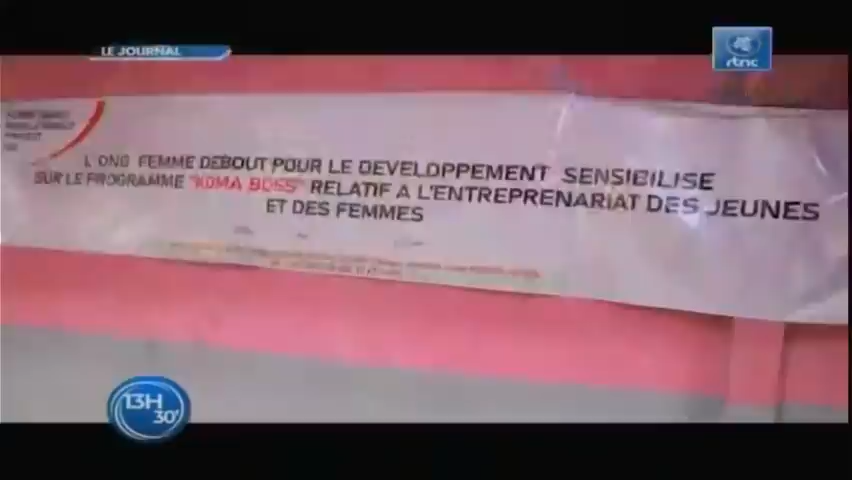 LE JOURNAL
rtnc
L'ONG FEMME DEBOUT POUR LE DEVELOPPEMENT SENSIBILISE
SUR LE PROGRAMME "KOMA BOSS" RELATIF A L'ENTREPRENARIAT DES JEUNES
ET DES FEMMES
13H
30'